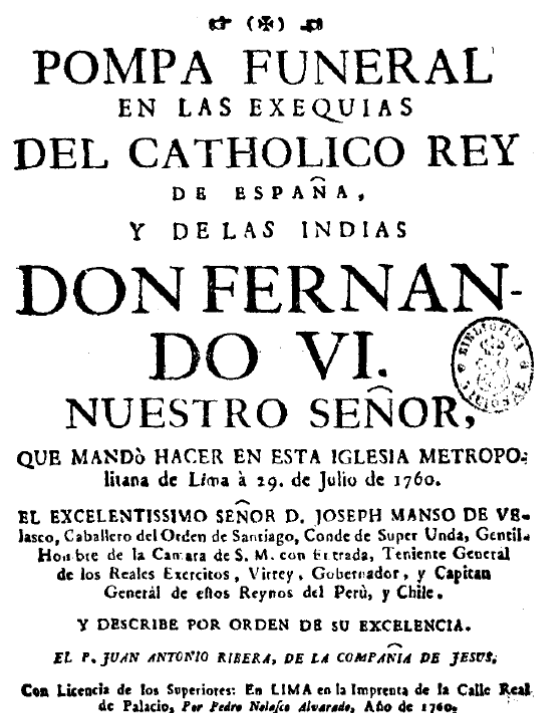 (✠)
POMPA FUNERAL
EN LAS EXEQUIAS
DEL CATHOLICO REY
DE ESPAÑA,
Y DE LAS INDIAS
DON FERNAN-
DO VI.
NUESTRO SEÑOR,
QUE MANDÒ HACER EN ESTA IGLESIA METROPO-
litana de Lima à 29. de Julio de 1760.
EL EXCELENTISSIMO SEÑOR D. JOSEPH MANSO DE VE-
lasco, Caballero del Orden de Santiago, Conde de Super Unda, Gentil-
Hombre de la Camara de S. M. con Entrada, Teniente General
de los Reales Exercitos, Virrey, Gobernador, y Capitan
General de estos Reynos del Perù, y Chile.
Y DESCRIBE POR ORDEN DE SU EXCELENCIA.
EL P. JUAN ANTONIO RIBERA, DE LA COMPAÑIA DE JESUS,
Con Licencia de los Superiores: En LIMA en la Imprenta de la Calle Real
de Palacio, Por Pedro Nolasco Alvarado, Año de 1760.
BIBLIOTECA